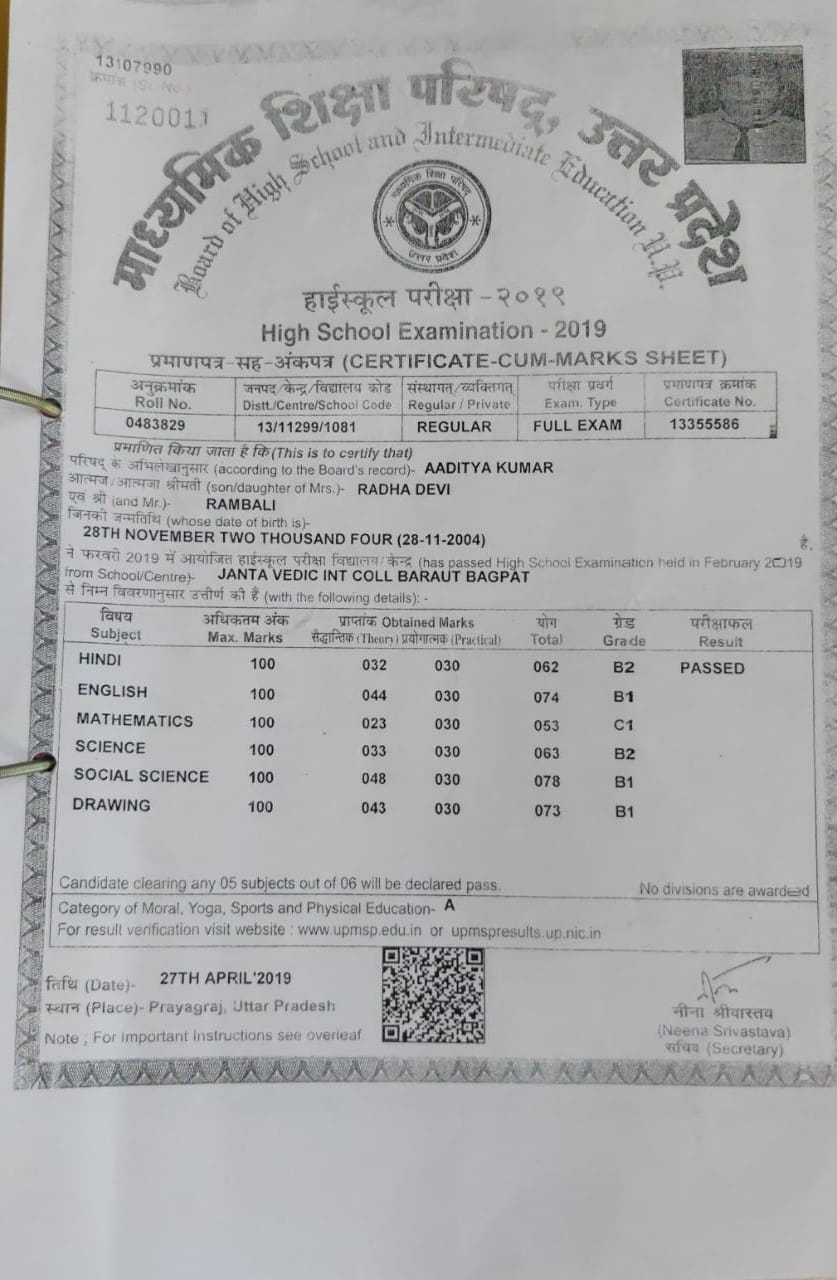 13107990
क्रमांक (Sr. No.)
1120011
माध्यमिक शिक्षा परिषद्, उत्तर प्रदेश
Board of High School and Intermediate Education U.P.
माध्यमिक शिक्षा परिषद्
उत्तर प्रदेश
हाईस्कूल परीक्षा - २०१९
High School Examination - 2019
प्रमाणपत्र-सह-अंकपत्र (CERTIFICATE-CUM-MARKS SHEET)
अनुक्रमांक जनपद/केन्द्र/विद्यालय कोड संस्थागत/व्यक्तिगत परीक्षा प्रवर्ग प्रमाणपत्र क्रमांक
Roll No. Distt./Centre/School Code Regular / Private Exam. Type Certificate No.
0483829 13/11299/1081 REGULAR FULL EXAM 13355586
प्रमाणित किया जाता है कि (This is to certify that)
परिषद के अभिलेखानुसार (according to the Board's record)- AADITYA KUMAR
आत्मज/आत्मजा श्रीमती (son/daughter of Mrs.)- RADHA DEVI
एवं श्री (and Mr.)- RAMBALI
जिनकी जन्मतिथि (whose date of birth is)-
28TH NOVEMBER TWO THOUSAND FOUR (28-11-2004) है,
ने फरवरी 2019 में आयोजित हाईस्कूल परीक्षा विद्यालय/केन्द्र (has passed High School Examination held in February 2019
from School/Centre)- JANTA VEDIC INT COLL BARAUT BAGPAT
से निम्न विवरणानुसार उत्तीर्ण की है (with the following details): -
विषय अधिकतम अंक प्राप्तांक Obtained Marks योग ग्रेड परीक्षाफल
Subject Max. Marks सैद्धान्तिक (Theory) प्रयोगात्मक (Practical) Total Grade Result
HINDI 100 032 030 062 B2 PASSED
ENGLISH 100 044 030 074 B1
MATHEMATICS 100 023 030 053 C1
SCIENCE 100 033 030 063 B2
SOCIAL SCIENCE 100 048 030 078 B1
DRAWING 100 043 030 073 B1
Candidate clearing any 05 subjects out of 06 will be declared pass. No divisions are awarded
Category of Moral, Yoga, Sports and Physical Education- A
For result verification visit website : www.upmsp.edu.in or upmspresults.up.nic.in
तिथि (Date)- 27TH APRIL'2019
स्थान (Place)- Prayagraj, Uttar Pradesh
Note ; For Important Instructions see overleaf
नीना श्रीवास्तव
(Neena Srivastava)
सचिव (Secretary)